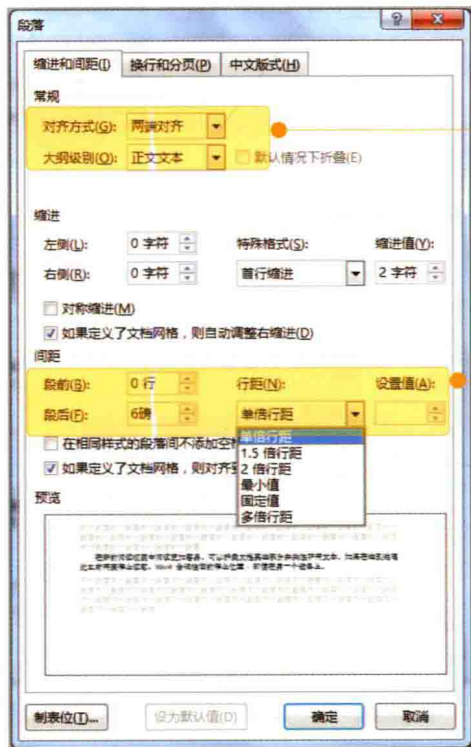 段落
缩进和间距(I) 换行和分页(P) 中文版式(H)
常规
对齐方式(G): 两端对齐
大纲级别(O): 正文文本 默认情况下折叠(E)
缩进
左侧(L): 0 字符 特殊格式(S): 缩进值(Y):
右侧(R): 0 字符 首行缩进 2 字符
对称缩进(M)
如果定义了文档网格，则自动调整右缩进(D)
间距
段前(B): 0 行 行距(N): 设置值(A):
段后(F): 6磅 单倍行距
在相同样式的段落间不添加空
单倍行距
1.5 倍行距
如果定义了文档网格，则对齐
2 倍行距
最小值
固定值
多倍行距
预览
制表位(T)... 设为默认值(D) 确定 取消